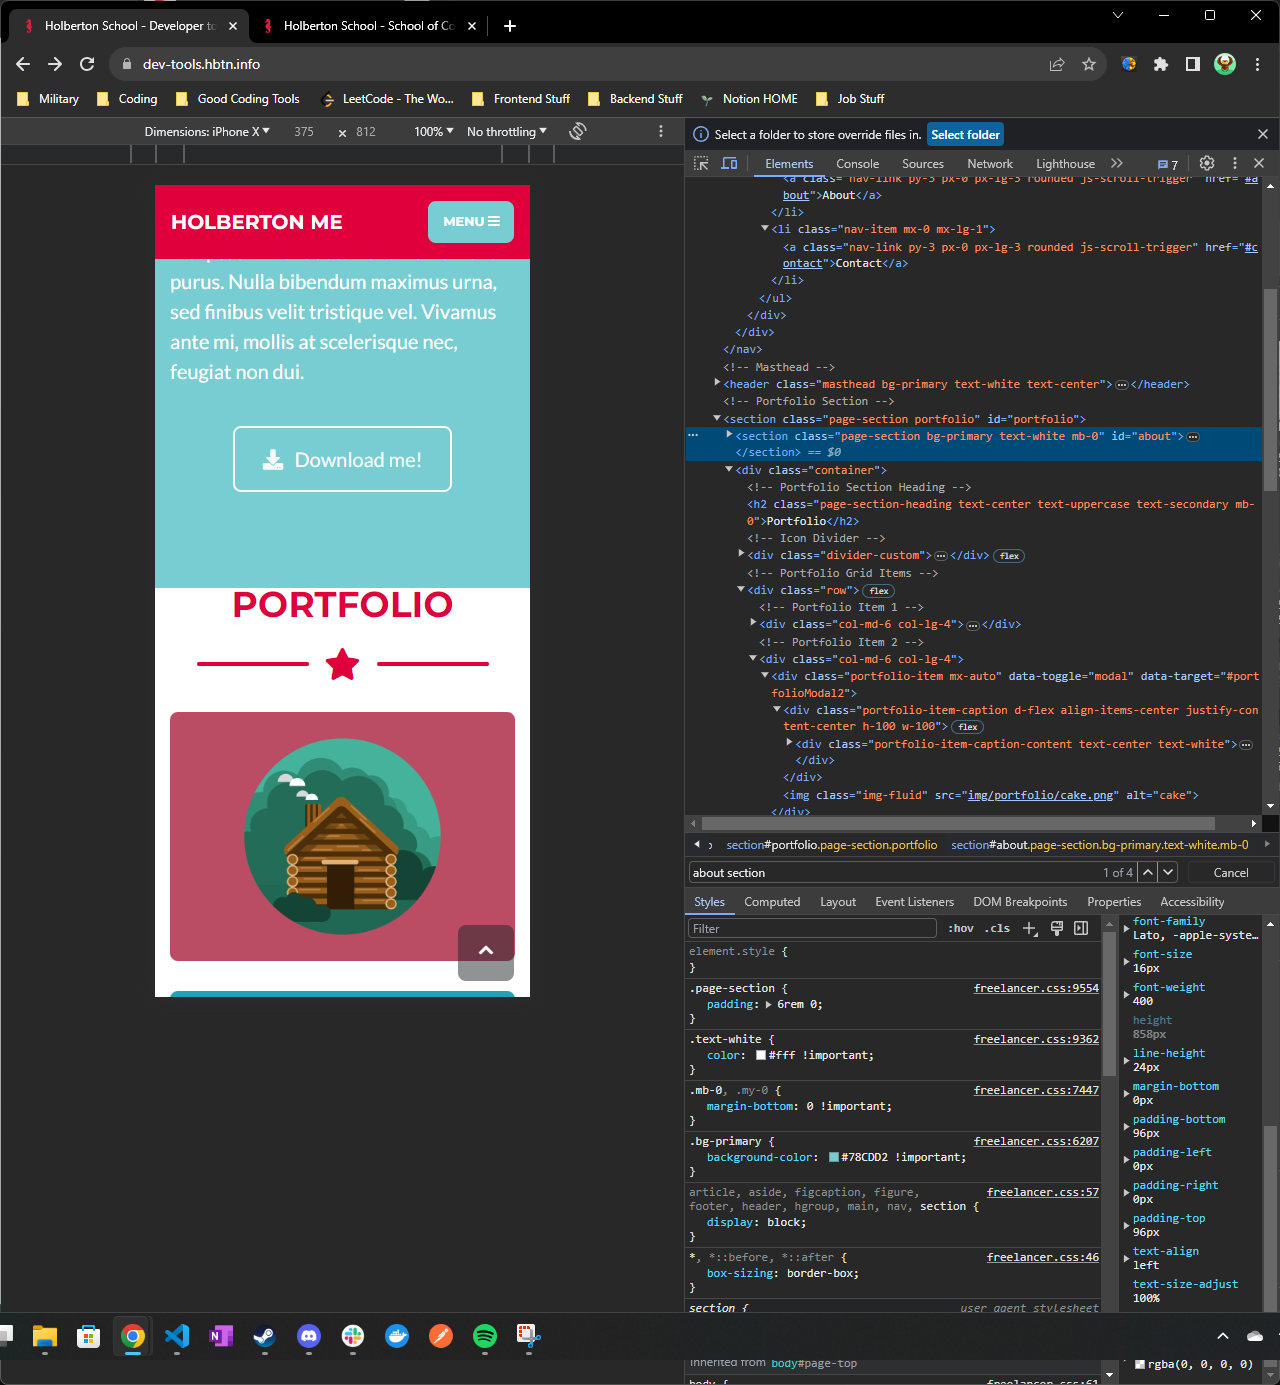 Holberton School - Developer to
Holberton School - School of Co
dev-tools.hbtn.info
Military
Coding
Good Coding Tools
LeetCode - The Wo...
Frontend Stuff
Backend Stuff
Notion HOME
Job Stuff
Dimensions: iPhone X
375
×
812
100%
No throttling
HOLBERTON ME
MENU
purus. Nulla bibendum maximus urna,
sed finibus velit tristique vel. Vivamus
ante mi, mollis at scelerisque nec,
feugiat non dui.
Download me!
PORTFOLIO
Select a folder to store override files in.
Select folder
Elements
Console
Sources
Network
Lighthouse
7
<a class="nav-link py-3 px-0 px-lg-3 rounded js-scroll-trigger" href="#a
bout">About</a>
</li>
<li class="nav-item mx-0 mx-lg-1">
<a class="nav-link py-3 px-0 px-lg-3 rounded js-scroll-trigger" href="#c
ontact">Contact</a>
</li>
</ul>
</div>
</div>
</nav>
<!-- Masthead -->
<header class="masthead bg-primary text-white text-center">…</header>
<!-- Portfolio Section -->
<section class="page-section portfolio" id="portfolio">
<section class="page-section bg-primary text-white mb-0" id="about">…
</section> == $0
<div class="container">
<!-- Portfolio Section Heading -->
<h2 class="page-section-heading text-center text-uppercase text-secondary mb-
0">Portfolio</h2>
<!-- Icon Divider -->
<div class="divider-custom">…</div> flex
<!-- Portfolio Grid Items -->
<div class="row"> flex
<!-- Portfolio Item 1 -->
<div class="col-md-6 col-lg-4">…</div>
<!-- Portfolio Item 2 -->
<div class="col-md-6 col-lg-4">
<div class="portfolio-item mx-auto" data-toggle="modal" data-target="#port
folioModal2">
<div class="portfolio-item-caption d-flex align-items-center justify-con
tent-center h-100 w-100"> flex
<div class="portfolio-item-caption-content text-center text-white">…
</div>
</div>
<img class="img-fluid" src="img/portfolio/cake.png" alt="cake">
</div>
section#portfolio.page-section.portfolio
section#about.page-section.bg-primary.text-white.mb-0
about section
1 of 4
Cancel
Styles
Computed
Layout
Event Listeners
DOM Breakpoints
Properties
Accessibility
Filter
:hov
.cls
element.style {
}
.page-section {
freelancer.css:9554
padding: 6rem 0;
}
.text-white {
freelancer.css:9362
color: #fff !important;
}
.mb-0, .my-0 {
freelancer.css:7447
margin-bottom: 0 !important;
}
.bg-primary {
freelancer.css:6207
background-color: #78CDD2 !important;
}
article, aside, figcaption, figure,
freelancer.css:57
footer, header, hgroup, main, nav, section {
display: block;
}
*, *::before, *::after {
freelancer.css:46
box-sizing: border-box;
}
section {
user agent stylesheet
Inherited from body#page-top
body {
freelancer.css:61
font-family
Lato, -apple-syste…
font-size
16px
font-weight
400
height
858px
line-height
24px
margin-bottom
0px
padding-bottom
96px
padding-left
0px
padding-right
0px
padding-top
96px
text-align
left
text-size-adjust
100%
rgba(0, 0, 0, 0)